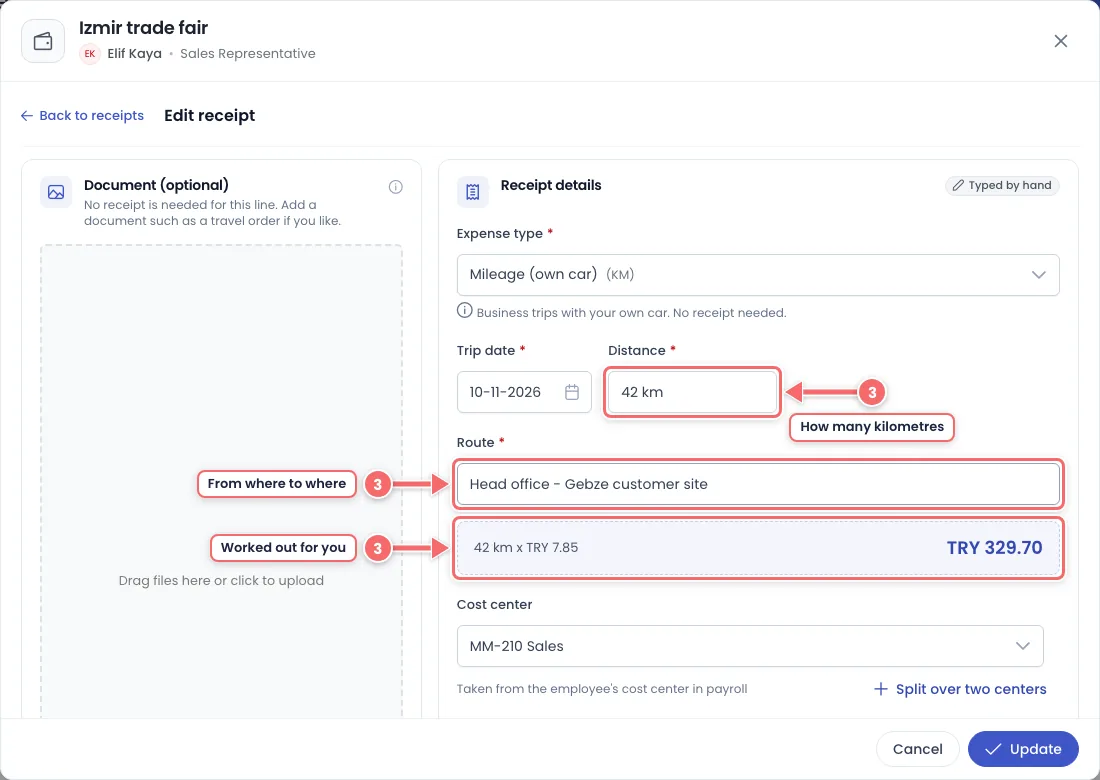 Izmir trade fair
EK Elif Kaya • Sales Representative
← Back to receipts
Edit receipt
Document (optional)
No receipt is needed for this line. Add a
document such as a travel order if you like.
Drag files here or click to upload
Receipt details
Typed by hand
Expense type *
Mileage (own car) (KM)
Business trips with your own car. No receipt needed.
Trip date *
10-11-2026
Distance *
42 km
3
How many kilometres
Route *
From where to where
3
Head office - Gebze customer site
Worked out for you
3
42 km x TRY 7.85
TRY 329.70
Cost center
MM-210 Sales
Taken from the employee's cost center in payroll
+ Split over two centers
Cancel
Update